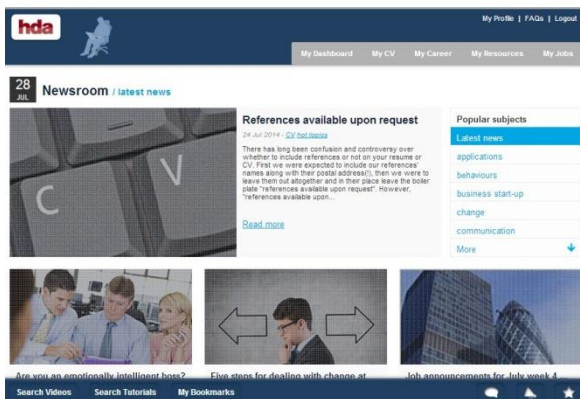 hda
My Profile | FAQs | Logout
My Dashboard My CV My Career My Resources My Jobs
28
JUL
Newsroom / latest news
C V
References available upon request
24 Jul 2014 - CV hot topics
There has long been confusion and controversy over
whether to include references or not on your resume or
CV. First we were expected to include our references'
names along with their postal address(!), then we were to
leave them out altogether and in their place leave the boiler
plate "references available upon request". However,
"references available upon...
Read more
Popular subjects
Latest news
applications
behaviours
business start-up
change
communication
More
Are you an emotionally intelligent boss?
Five steps for dealing with change at
Job announcements for July week 4
Search Videos Search Tutorials My Bookmarks